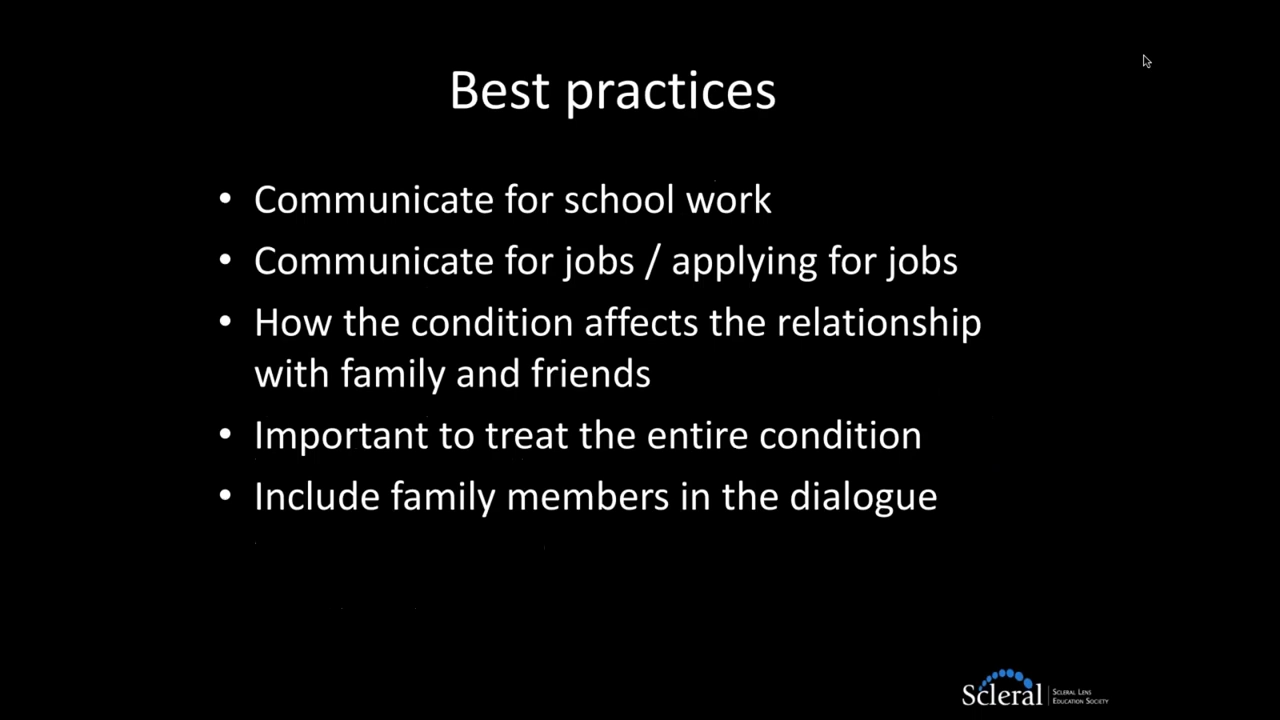 Best practices
• Communicate for school work
• Communicate for jobs / applying for jobs
• How the condition affects the relationship
with family and friends
• Important to treat the entire condition
• Include family members in the dialogue
Scleral
Scleral Lens
Education Society